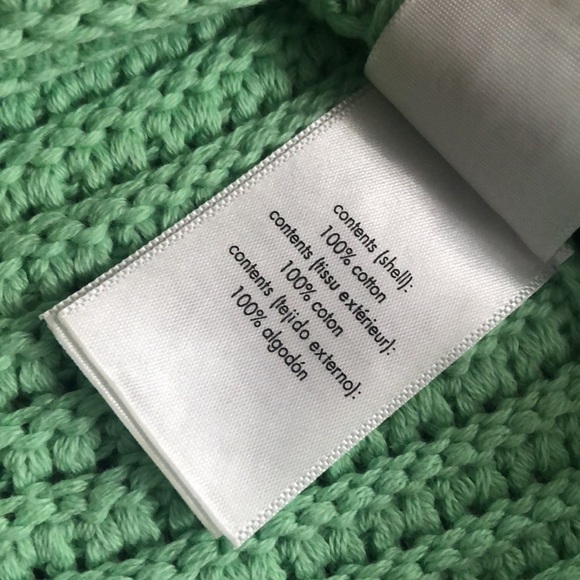 contents (shell):
100% cotton
contents (tissu extérieur):
100% coton
contents (tejido externo):
100% algodón